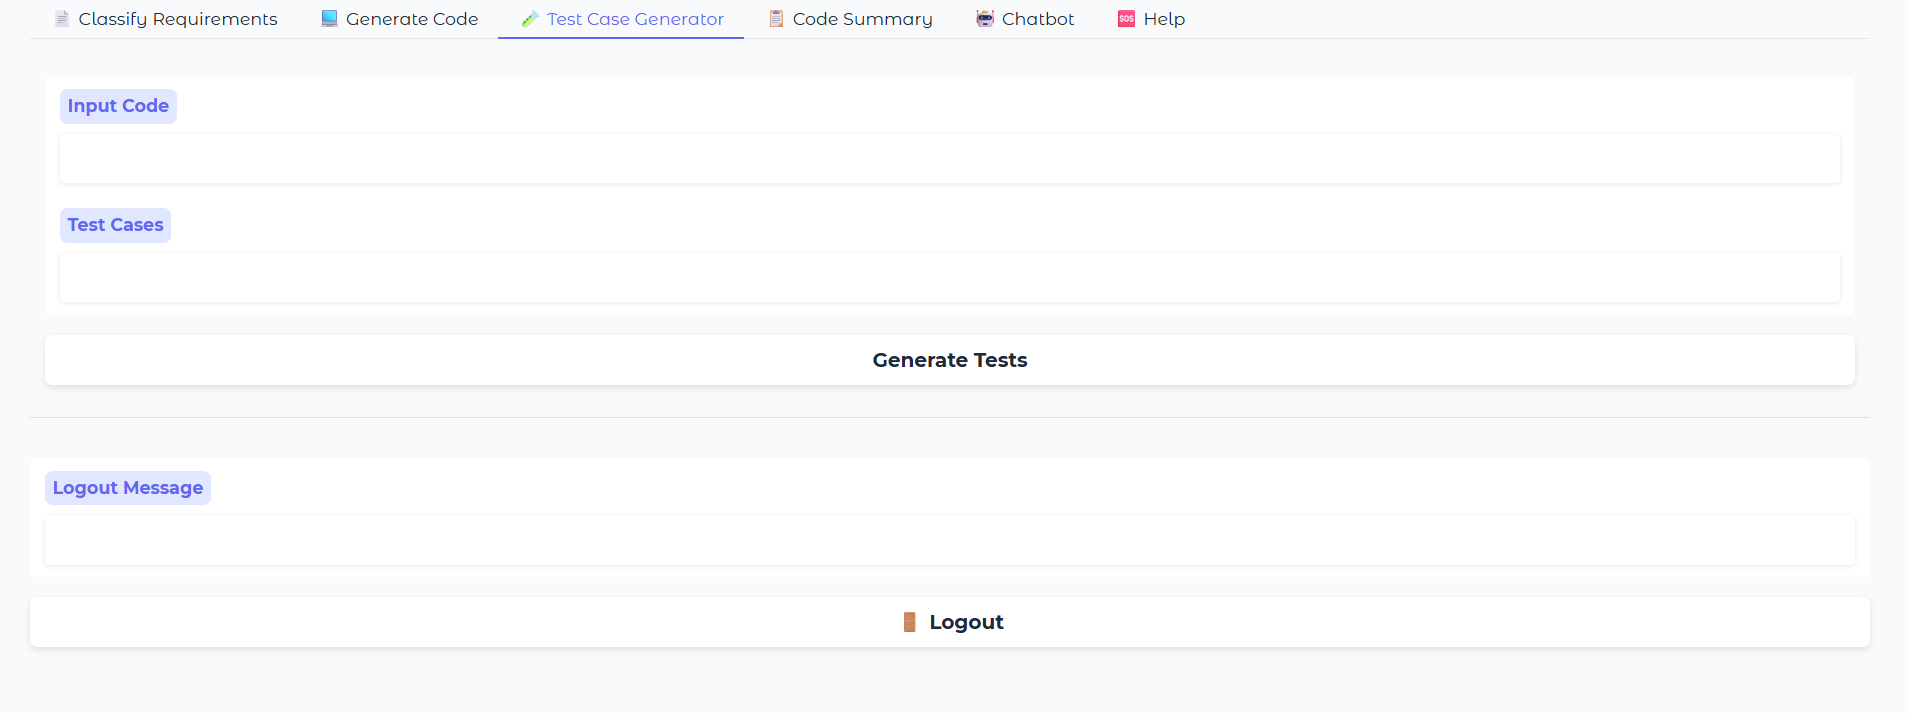 Classify Requirements Generate Code Test Case Generator Code Summary Chatbot SOS Help
Input Code
Test Cases
Generate Tests
Logout Message
Logout